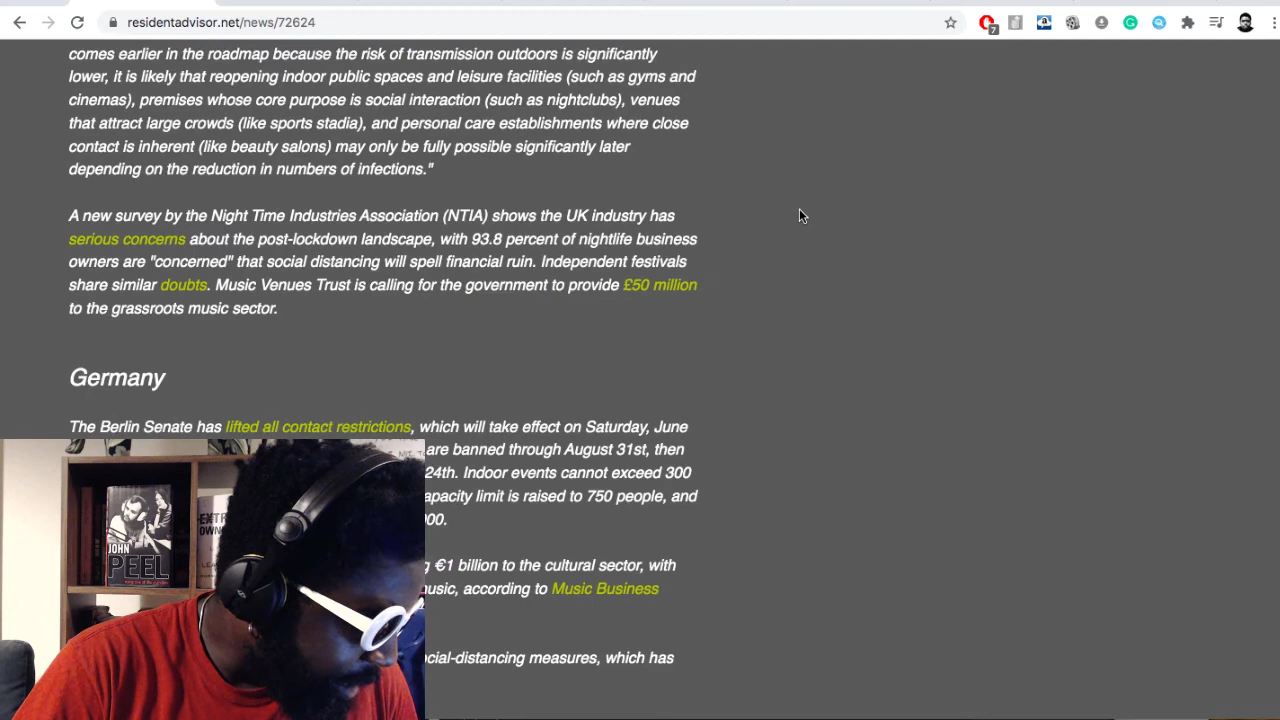 residentadvisor.net/news/72624
7
comes earlier in the roadmap because the risk of transmission outdoors is significantly
lower, it is likely that reopening indoor public spaces and leisure facilities (such as gyms and
cinemas), premises whose core purpose is social interaction (such as nightclubs), venues
that attract large crowds (like sports stadia), and personal care establishments where close
contact is inherent (like beauty salons) may only be fully possible significantly later
depending on the reduction in numbers of infections."
A new survey by the Night Time Industries Association (NTIA) shows the UK industry has
serious concerns about the post-lockdown landscape, with 93.8 percent of nightlife business
owners are "concerned" that social distancing will spell financial ruin. Independent festivals
share similar doubts. Music Venues Trust is calling for the government to provide £50 million
to the grassroots music sector.
Germany
The Berlin Senate has lifted all contact restrictions, which will take effect on Saturday, June
are banned through August 31st, then
24th. Indoor events cannot exceed 300
apacity limit is raised to 750 people, and
00.
g €1 billion to the cultural sector, with
usic, according to Music Business
cial-distancing measures, which has
JOHN
PEEL